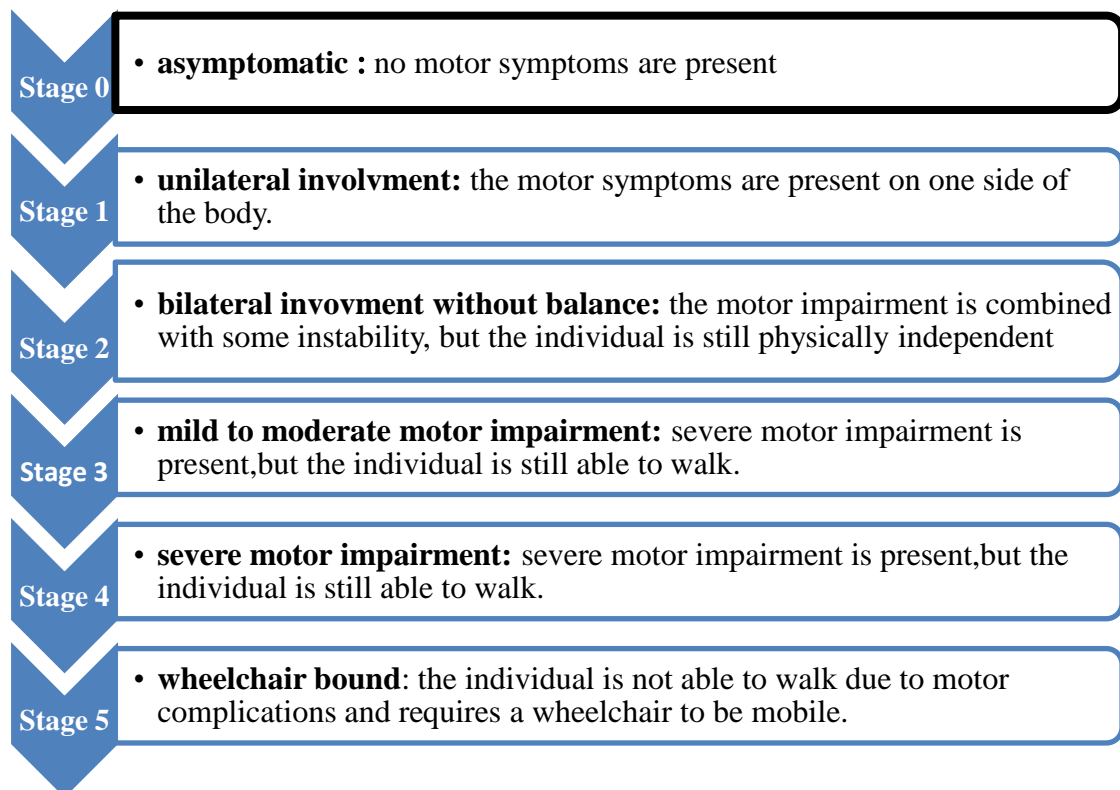 Stage 0
• asymptomatic : no motor symptoms are present
Stage 1
• unilateral involvment: the motor symptoms are present on one side of
the body.
Stage 2
• bilateral invovment without balance: the motor impairment is combined
with some instability, but the individual is still physically independent
Stage 3
• mild to moderate motor impairment: severe motor impairment is
present,but the individual is still able to walk.
Stage 4
• severe motor impairment: severe motor impairment is present,but the
individual is still able to walk.
Stage 5
• wheelchair bound: the individual is not able to walk due to motor
complications and requires a wheelchair to be mobile.